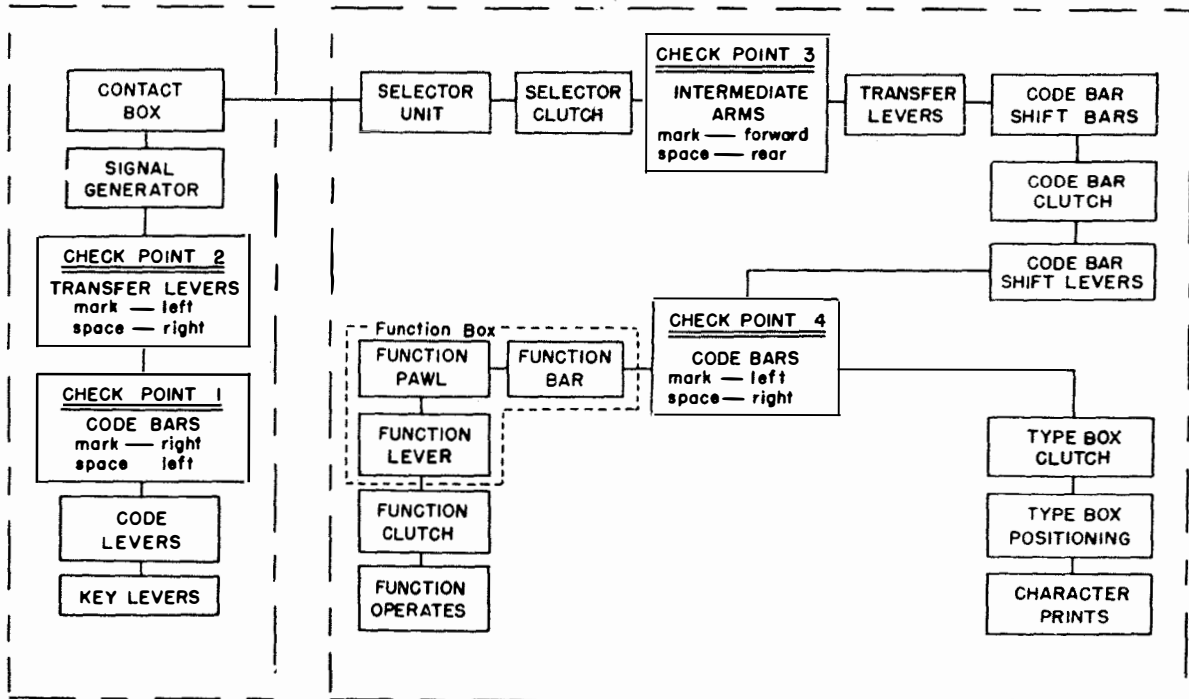 CONTACT
BOX
SIGNAL
GENERATOR
CHECK POINT 2
TRANSFER LEVERS
mark — left
space — right
CHECK POINT 1
CODE BARS
mark — right
space left
CODE
LEVERS
KEY LEVERS
SELECTOR
UNIT
SELECTOR
CLUTCH
CHECK POINT 3
INTERMEDIATE
ARMS
mark — forward
space — rear
TRANSFER
LEVERS
CODE BAR
SHIFT BARS
CODE BAR
CLUTCH
CODE BAR
SHIFT LEVERS
CHECK POINT 4
CODE BARS
mark — left
space — right
Function Box
FUNCTION
PAWL
FUNCTION
BAR
FUNCTION
LEVER
FUNCTION
CLUTCH
FUNCTION
OPERATES
TYPE BOX
CLUTCH
TYPE BOX
POSITIONING
CHARACTER
PRINTS